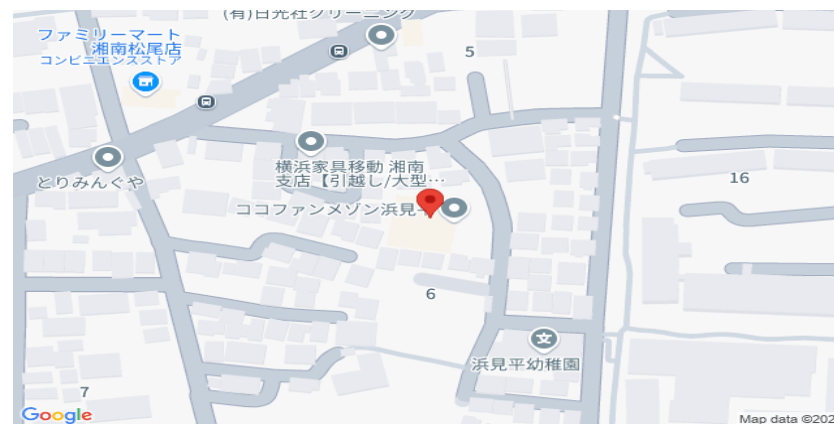 (有)日光社クリーニング
ファミリーマート
湘南松尾店
コンビニエンスストア
5
とりみんぐや
横浜家具移動 湘南
支店【引越し/大型…
16
ココファンメゾン浜見平
6
浜見平幼稚園
7
Google
Map data ©202